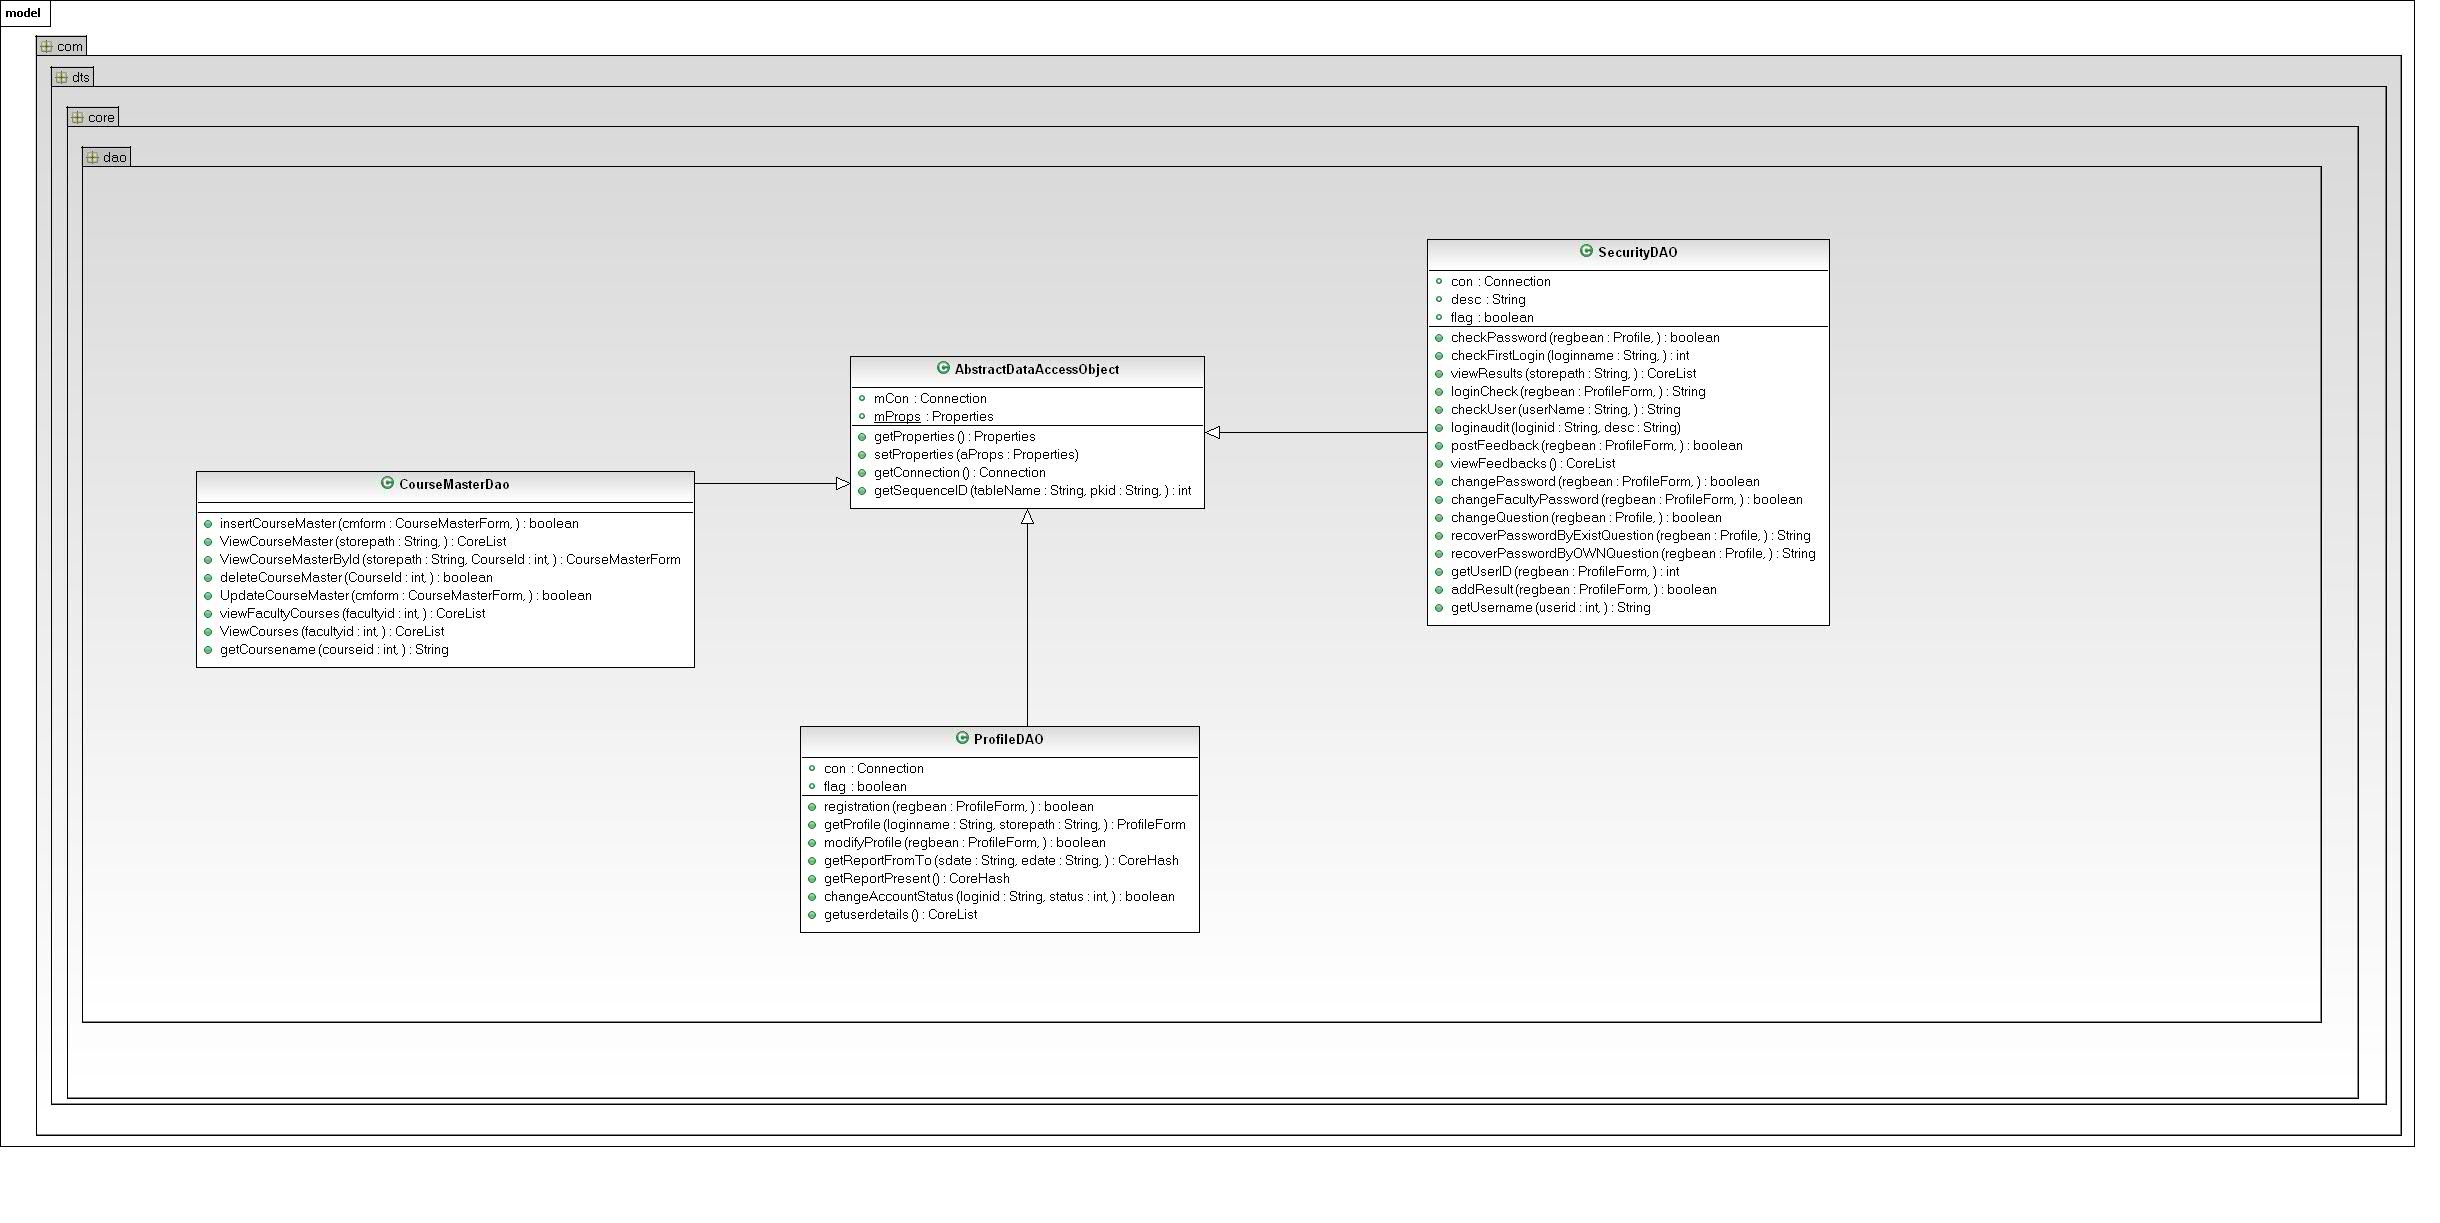 model
com
dts
core
dao
SecurityDAO
con : Connection
desc : String
flag : boolean
checkPassword (regbean : Profile, ) : boolean
checkFirstLogin (loginname : String, ) : int
viewResults (storepath : String, ) : CoreList
loginCheck (regbean : ProfileForm, ) : String
checkUser (userName : String, ) : String
loginaudit (loginid : String, desc : String)
postFeedback (regbean : ProfileForm, ) : boolean
viewFeedbacks () : CoreList
changePassword (regbean : ProfileForm, ) : boolean
changeFacultyPassword (regbean : ProfileForm, ) : boolean
changeQuestion (regbean : Profile, ) : boolean
recoverPasswordByExistQuestion (regbean : Profile, ) : String
recoverPasswordByOWNQuestion (regbean : Profile, ) : String
getUserID (regbean : ProfileForm, ) : int
addResult (regbean : ProfileForm, ) : boolean
getUsername (userid : int, ) : String
AbstractDataAccessObject
mCon : Connection
mProps : Properties
getProperties () : Properties
setProperties (aProps : Properties)
getConnection () : Connection
getSequenceID (tableName : String, pkid : String, ) : int
CourseMasterDao
insertCourseMaster (cmform : CourseMasterForm, ) : boolean
ViewCourseMaster (storepath : String, ) : CoreList
ViewCourseMasterById (storepath : String, CourseId : int, ) : CourseMasterForm
deleteCourseMaster (CourseId : int, ) : boolean
UpdateCourseMaster (cmform : CourseMasterForm, ) : boolean
viewFacultyCourses (facultyid : int, ) : CoreList
ViewCourses (facultyid : int, ) : CoreList
getCoursename (courseid : int, ) : String
ProfileDAO
con : Connection
flag : boolean
registration (regbean : ProfileForm, ) : boolean
getProfile (loginname : String, storepath : String, ) : ProfileForm
modifyProfile (regbean : ProfileForm, ) : boolean
getReportFromTo (sdate : String, edate : String, ) : CoreHash
getReportPresent () : CoreHash
changeAccountStatus (loginid : String, status : int, ) : boolean
getuserdetails () : CoreList